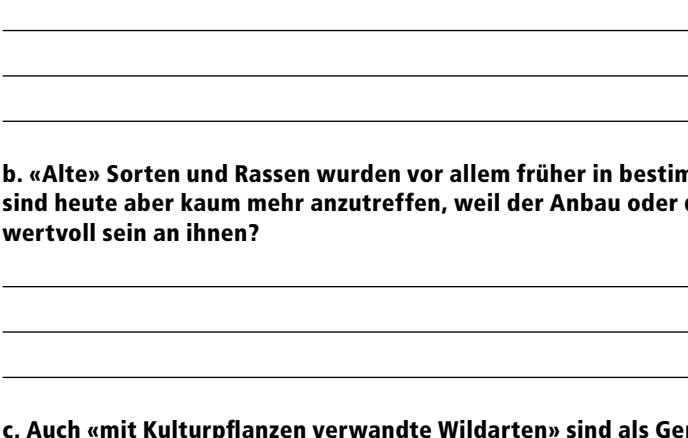 b. «Alte» Sorten und Rassen wurden vor allem früher in bestim
sind heute aber kaum mehr anzutreffen, weil der Anbau oder
wertvoll sein an ihnen?
c. Auch «mit Kulturpflanzen verwandte Wildarten» sind als Ge